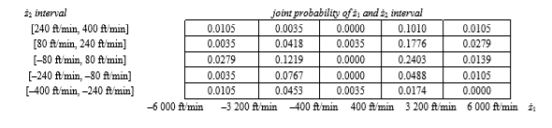 ż₂ interval joint probability of ż₁ and ż₂ interval
[240 ft/min, 400 ft/min] 0.0105 0.0035 0.0000 0.1010 0.0105
[80 ft/min, 240 ft/min] 0.0035 0.0418 0.0035 0.1776 0.0279
[−80 ft/min, 80 ft/min] 0.0279 0.1219 0.0000 0.2403 0.0139
[−240 ft/min, −80 ft/min] 0.0035 0.0767 0.0000 0.0488 0.0105
[−400 ft/min, −240 ft/min] 0.0105 0.0453 0.0035 0.0174 0.0000
−6 000 ft/min −3 200 ft/min −400 ft/min 400 ft/min 3 200 ft/min 6 000 ft/min ż₁